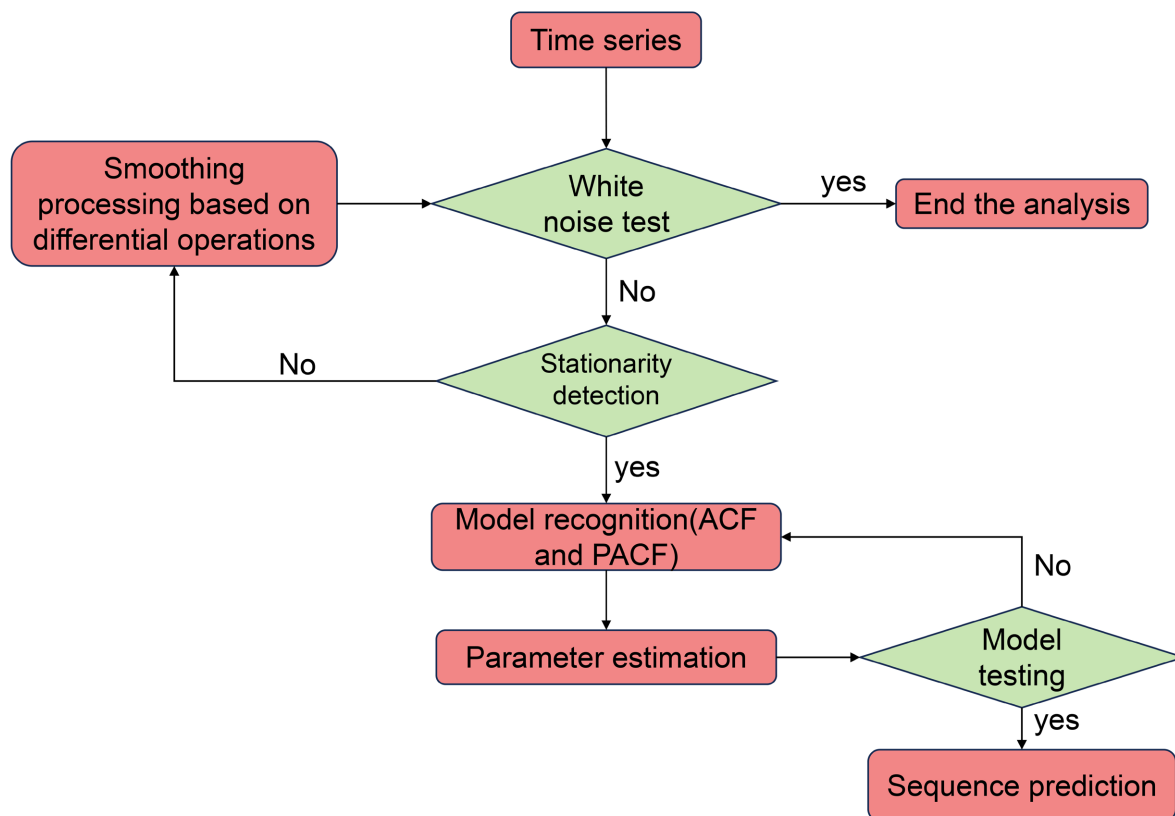 Time series
Smoothing
processing based on
differential operations
White
noise test
yes
End the analysis
No
Stationarity
detection
No
yes
Model recognition(ACF
and PACF)
No
Parameter estimation
Model
testing
yes
Sequence prediction